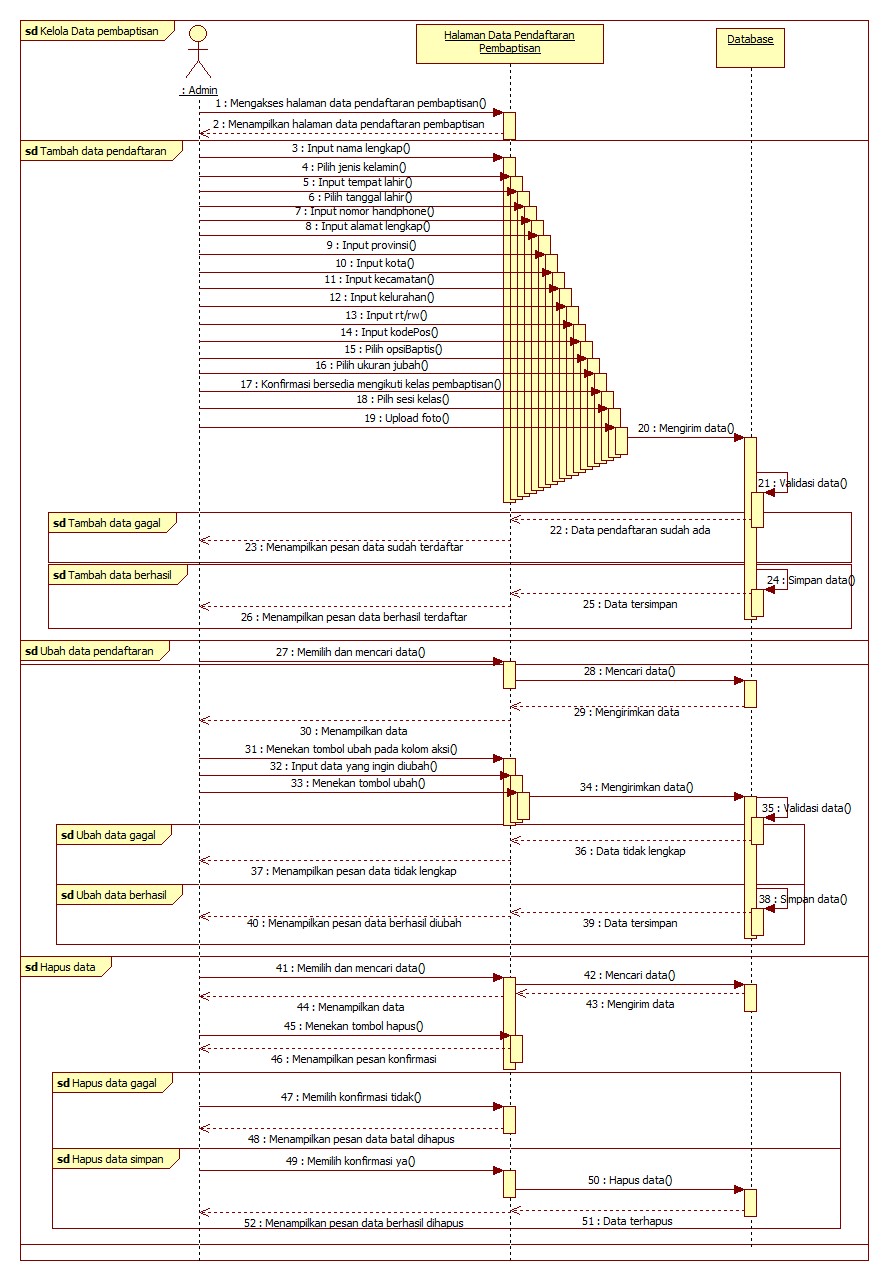 sd Kelola Data pembaptisan
Halaman Data Pendaftaran
Pembaptisan
Database
: Admin
1 : Mengakses halaman data pendaftaran pembaptisan()
2 : Menampilkan halaman data pendaftaran pembaptisan
sd Tambah data pendaftaran
3 : Input nama lengkap()
4 : Pilih jenis kelamin()
5 : Input tempat lahir()
6 : Pilih tanggal lahir()
7 : Input nomor handphone()
8 : Input alamat lengkap()
9 : Input provinsi()
10 : Input kota()
11 : Input kecamatan()
12 : Input kelurahan()
13 : Input rt/rw()
14 : Input kodePos()
15 : Pilih opsiBaptis()
16 : Pilih ukuran jubah()
17 : Konfirmasi bersedia mengikuti kelas pembaptisan()
18 : Pilh sesi kelas()
19 : Upload foto()
20 : Mengirim data()
21 : Validasi data()
sd Tambah data gagal
22 : Data pendaftaran sudah ada
23 : Menampilkan pesan data sudah terdaftar
sd Tambah data berhasil
24 : Simpan data()
25 : Data tersimpan
26 : Menampilkan pesan data berhasil terdaftar
sd Ubah data pendaftaran
27 : Memilih dan mencari data()
28 : Mencari data()
29 : Mengirimkan data
30 : Menampilkan data
31 : Menekan tombol ubah pada kolom aksi()
32 : Input data yang ingin diubah()
33 : Menekan tombol ubah()
34 : Mengirimkan data()
35 : Validasi data()
sd Ubah data gagal
36 : Data tidak lengkap
37 : Menampilkan pesan data tidak lengkap
sd Ubah data berhasil
38 : Simpan data()
39 : Data tersimpan
40 : Menampilkan pesan data berhasil diubah
sd Hapus data
41 : Memilih dan mencari data()
42 : Mencari data()
43 : Mengirim data
44 : Menampilkan data
45 : Menekan tombol hapus()
46 : Menampilkan pesan konfirmasi
sd Hapus data gagal
47 : Memilih konfirmasi tidak()
48 : Menampilkan pesan data batal dihapus
sd Hapus data simpan
49 : Memilih konfirmasi ya()
50 : Hapus data()
51 : Data terhapus
52 : Menampilkan pesan data berhasil dihapus